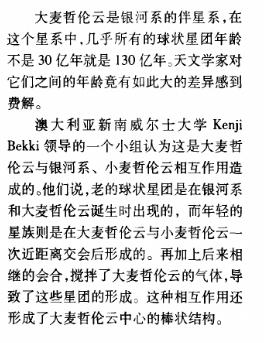 大麦哲伦云是银河系的伴星系，在
这个星系中，几乎所有的球状星团年龄
不是 30 亿年就是 130 亿年。天文学家对
它们之间的年龄竟有如此大的差异感到
费解。
澳大利亚新南威尔士大学 Kenji
Bekki 领导的一个小组认为这是大麦哲
伦云与银河系、小麦哲伦云相互作用造
成的。他们说，老的球状星团是在银河系
和大麦哲伦云诞生时出现的，而年轻的
星族则是在大麦哲伦云与小麦哲伦云一
次近距离交会后形成的。再加上后来相
继的会合，搅拌了大麦哲伦云的气体，导
致了这些星团的形成。这种相互作用还
形成了大麦哲伦云中心的棒状结构。